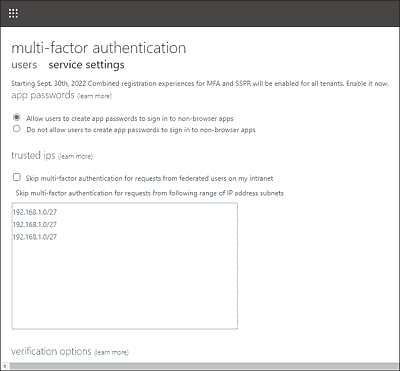 multi-factor authentication
users service settings
Starting Sept. 30th, 2022 Combined registration experiences for MFA and SSPR will be enabled for all tenants. Enable it now.
app passwords (learn more)
Allow users to create app passwords to sign in to non-browser apps
Do not allow users to create app passwords to sign in to non-browser apps
trusted ips (learn more)
Skip multi-factor authentication for requests from federated users on my intranet
Skip multi-factor authentication for requests from following range of IP address subnets
192.168.1.0/27
192.168.1.0/27
192.168.1.0/27
verification options (learn more)